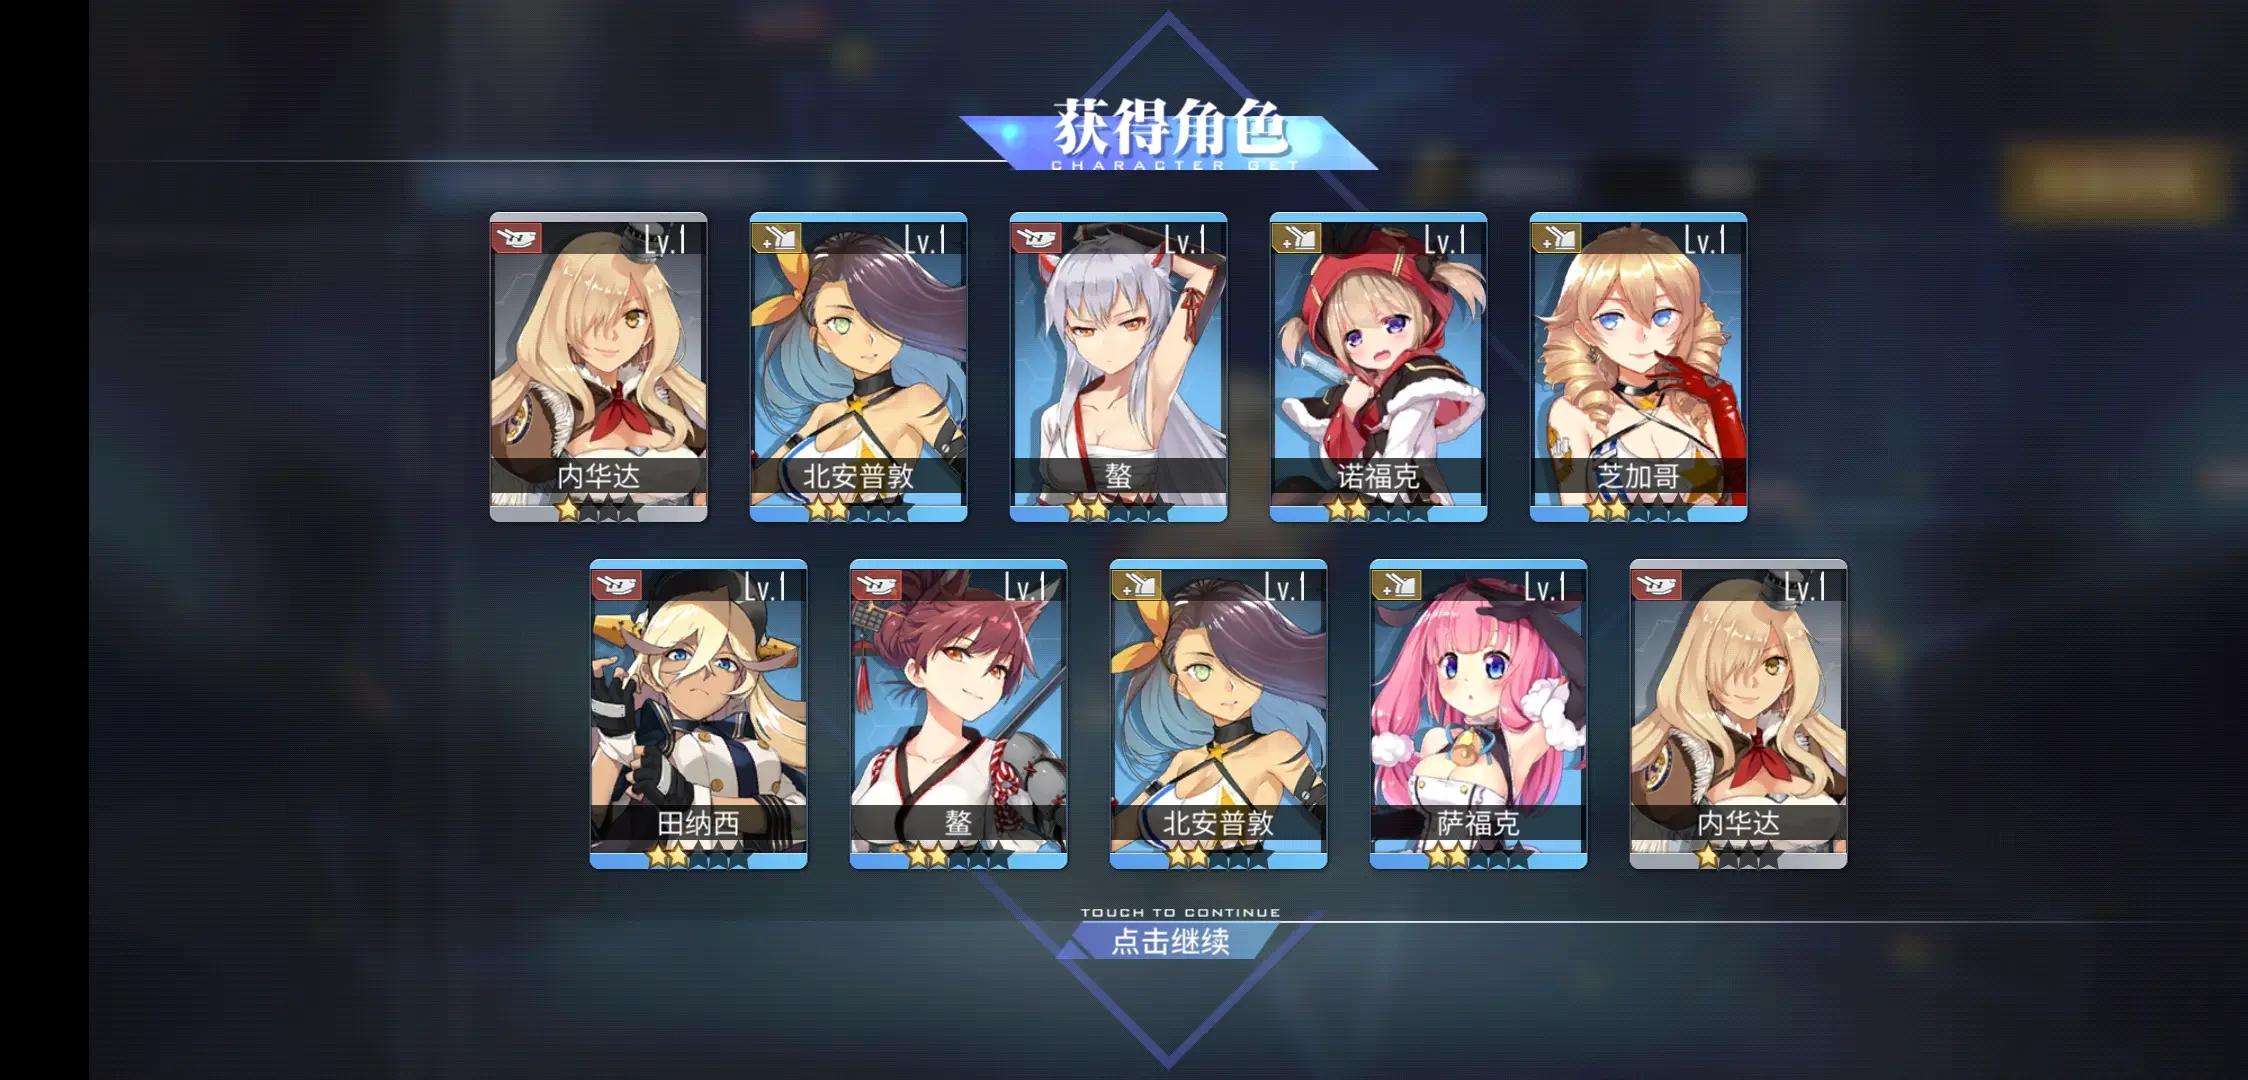 获得角色
CHARACTER GET
Lv.1 Lv.1 Lv.1 Lv.1 Lv.1
内华达 北安普敦 螯 诺福克 芝加哥
Lv.1 Lv.1 Lv.1 Lv.1 Lv.1
田纳西 鳌 北安普敦 萨福克 内华达
TOUCH TO CONTINUE
点击继续